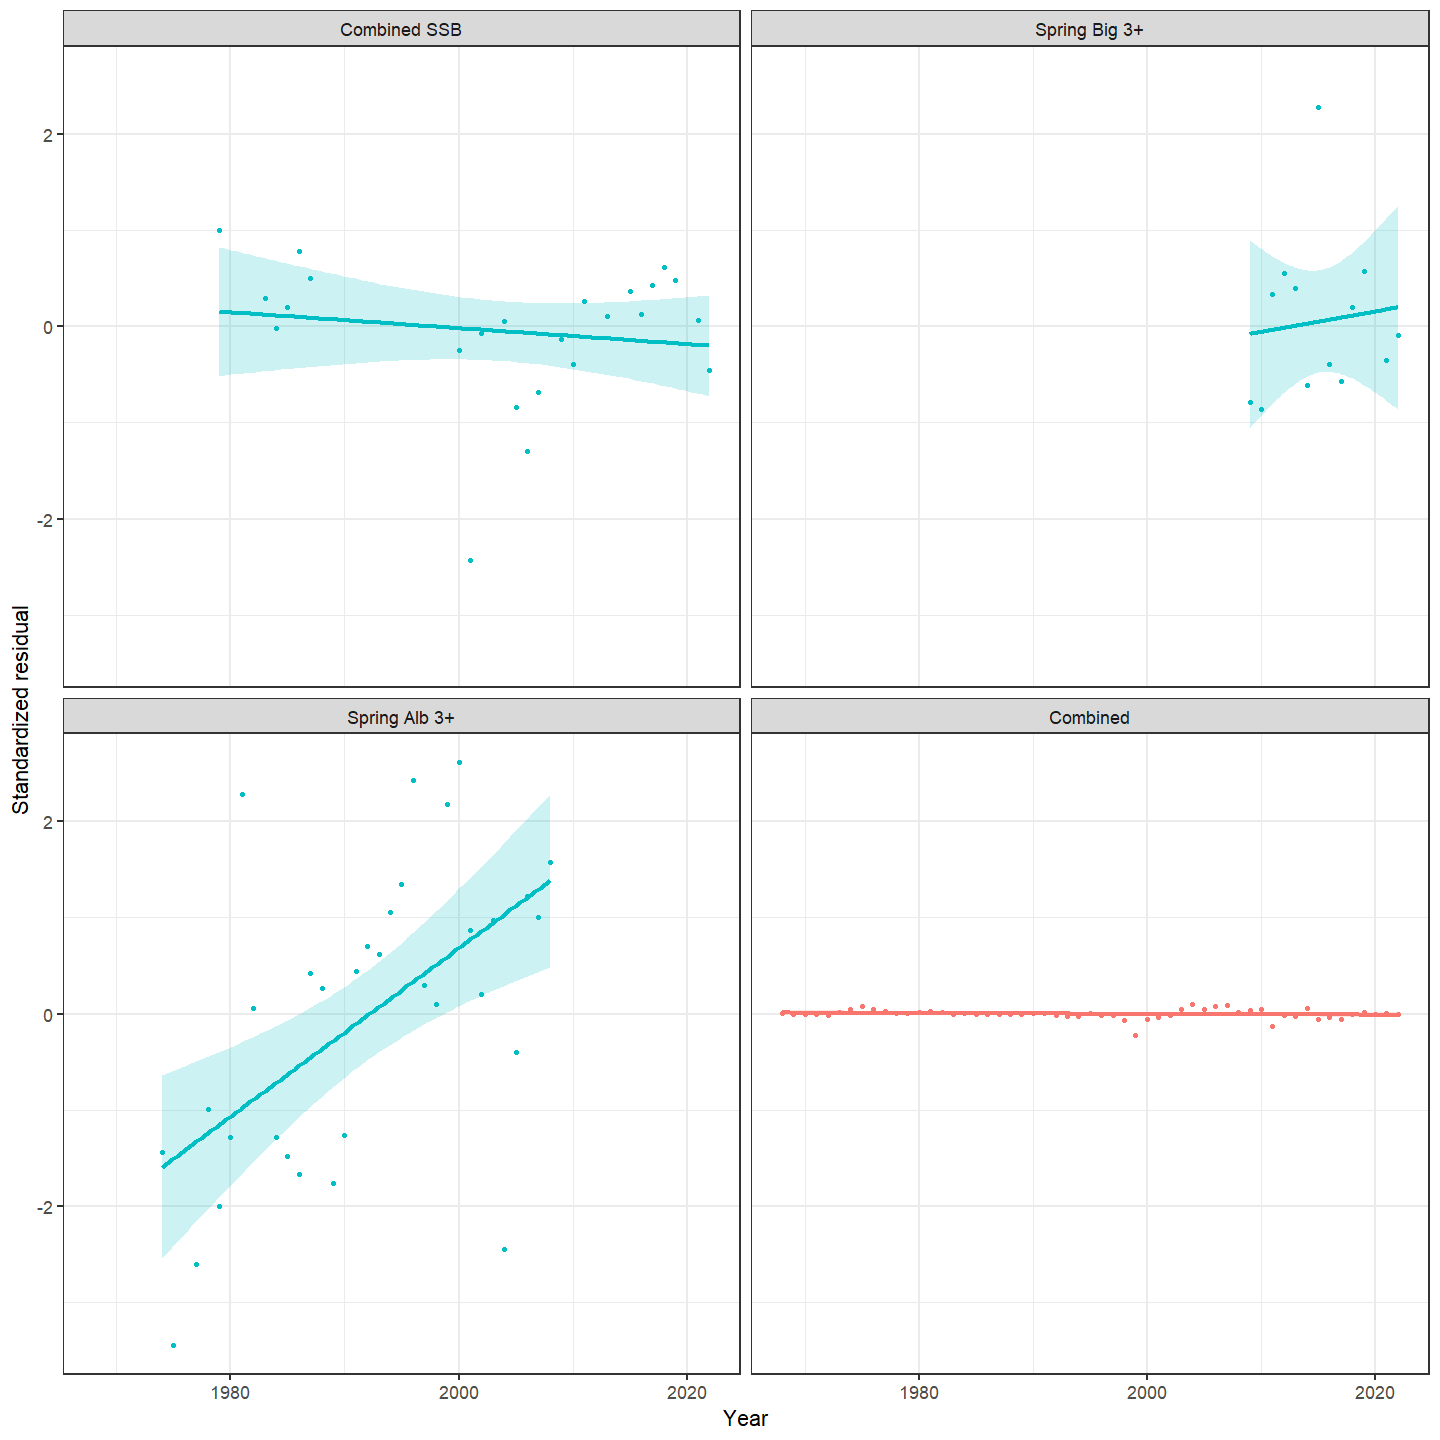 Combined SSB
Spring Big 3+
2
0
-2
Spring Alb 3+
Combined
2
0
-2
1980
2000
2020
1980
2000
2020
Year
Standardized residual